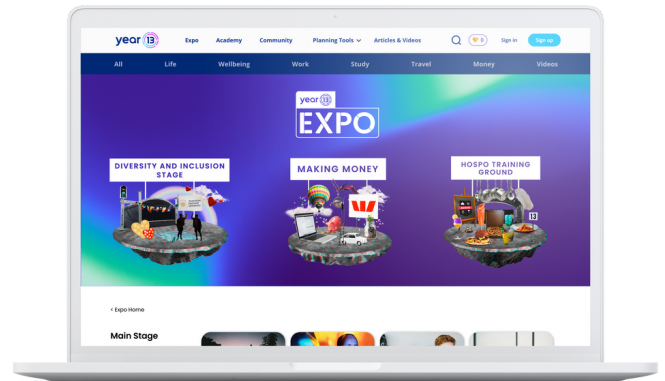 year 13
Expo
Academy
Community
Planning Tools
Articles & Videos
0
Sign in
Sign up
All
Life
Wellbeing
Work
Study
Travel
Money
Videos
year 13
EXPO
DIVERSITY AND INCLUSION
STAGE
MAKING MONEY
HOSPO TRAINING
GROUND
13
< Expo Home
Main Stage